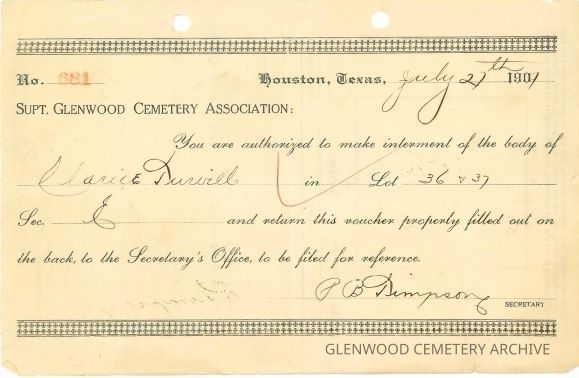 No. 681 Houston, Texas, July 27th 1901
SUPT. GLENWOOD CEMETERY ASSOCIATION:
You are authorized to make interment of the body of
Clarice in Lot 36 & 37
Sec. E and return this voucher properly filled out on
the back, to the Secretary's Office, to be filed for reference.
P B Timpson
SECRETARY
GLENWOOD CEMETERY ARCHIVE